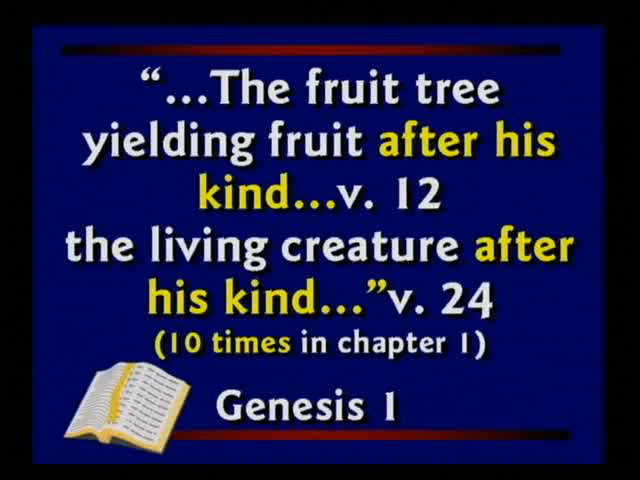 “...The fruit tree
yielding fruit after his
kind...v. 12
the living creature after
his kind...”v. 24
(10 times in chapter 1)
Genesis 1